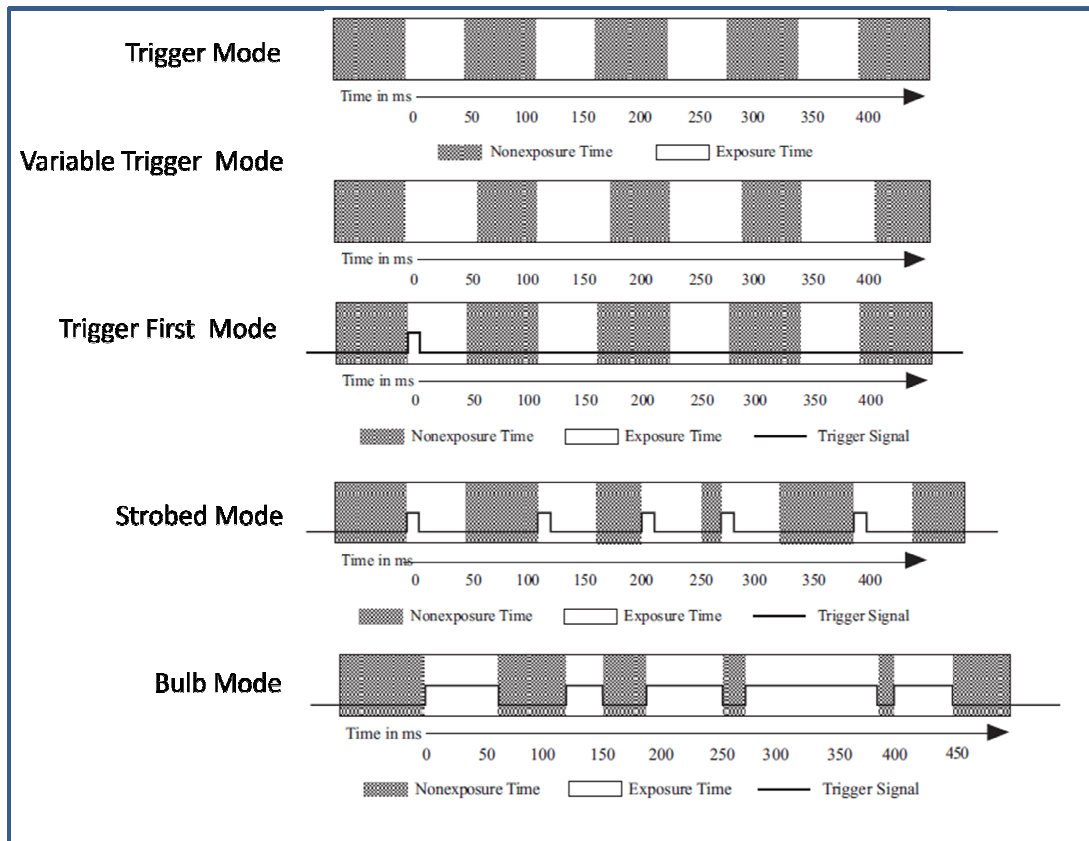 Trigger Mode
Time in ms
0 50 100 150 200 250 300 350 400
Nonexposure Time Exposure Time
Variable Trigger Mode
Time in ms
0 50 100 150 200 250 300 350 400
Trigger First Mode
Time in ms
0 50 100 150 200 250 300 350 400
Nonexposure Time Exposure Time Trigger Signal
Strobed Mode
Time in ms
0 50 100 150 200 250 300 350 400
Nonexposure Time Exposure Time Trigger Signal
Bulb Mode
Time in ms
0 50 100 150 200 250 300 350 400 450
Nonexposure Time Exposure Time Trigger Signal